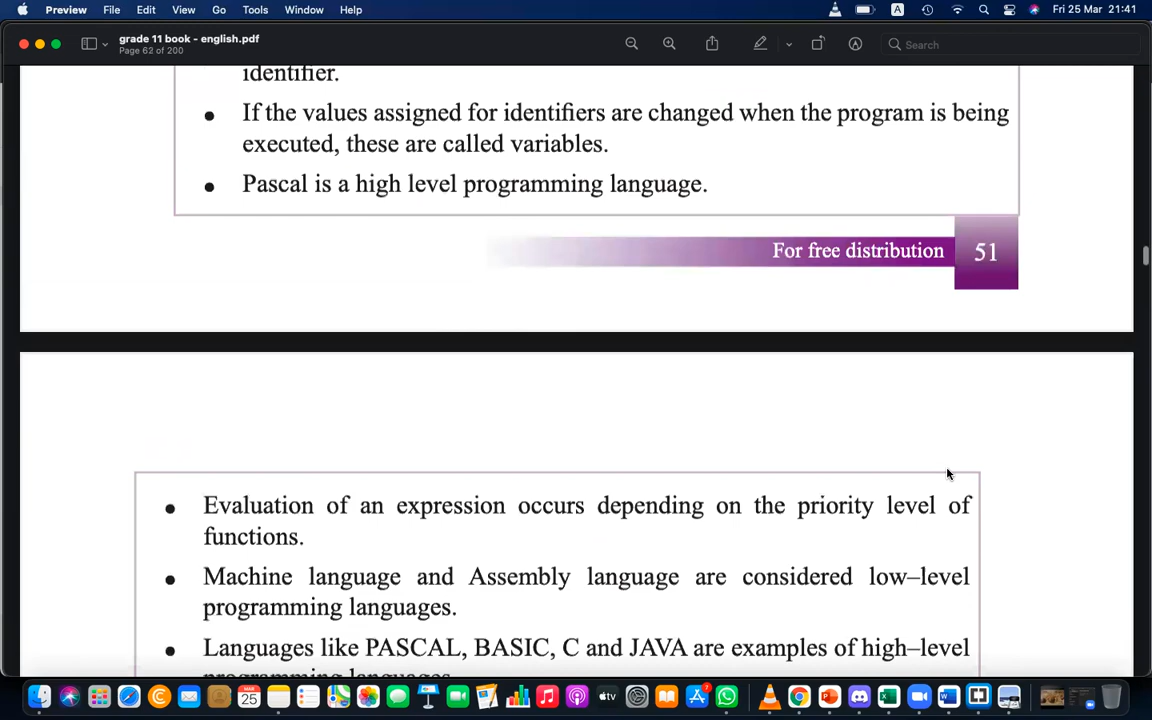 Preview File Edit View Go Tools Window Help A Fri 25 Mar 21:41
grade 11 book - english.pdf
Page 62 of 200
Search
identifier.
● If the values assigned for identifiers are changed when the program is being
executed, these are called variables.
● Pascal is a high level programming language.
For free distribution 51
● Evaluation of an expression occurs depending on the priority level of
functions.
● Machine language and Assembly language are considered low–level
programming languages.
● Languages like PASCAL, BASIC, C and JAVA are examples of high–level
programming languages.